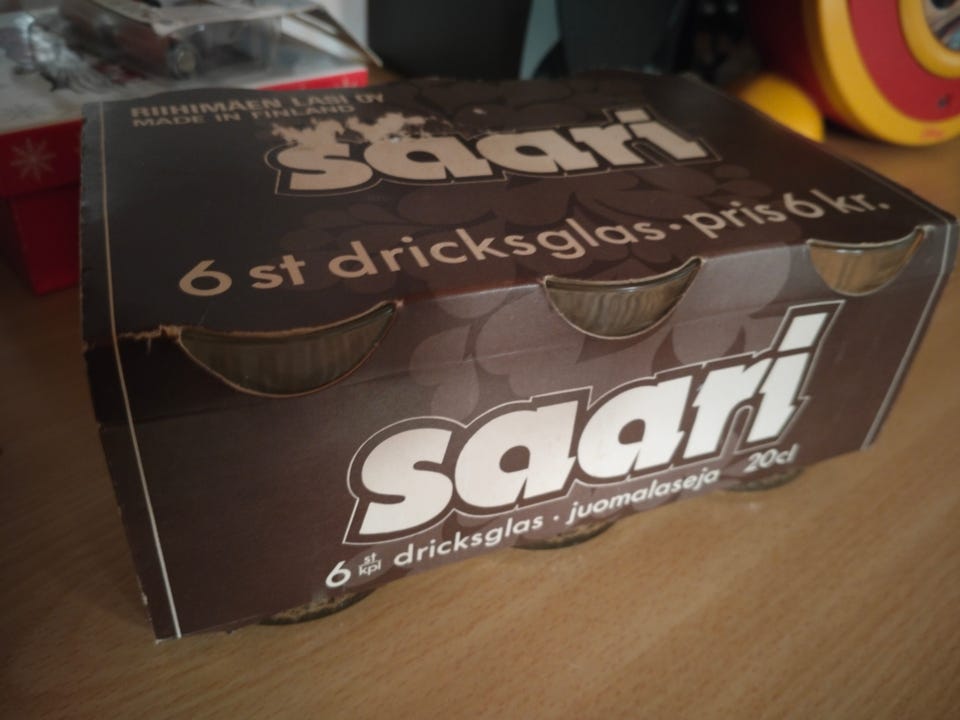 RIIHIMÄEN LASI OY
MADE IN FINLAND
saari
6 st dricksglas · pris 6 kr.
saari
6 st kpl dricksglas · juomalaseja 20cl